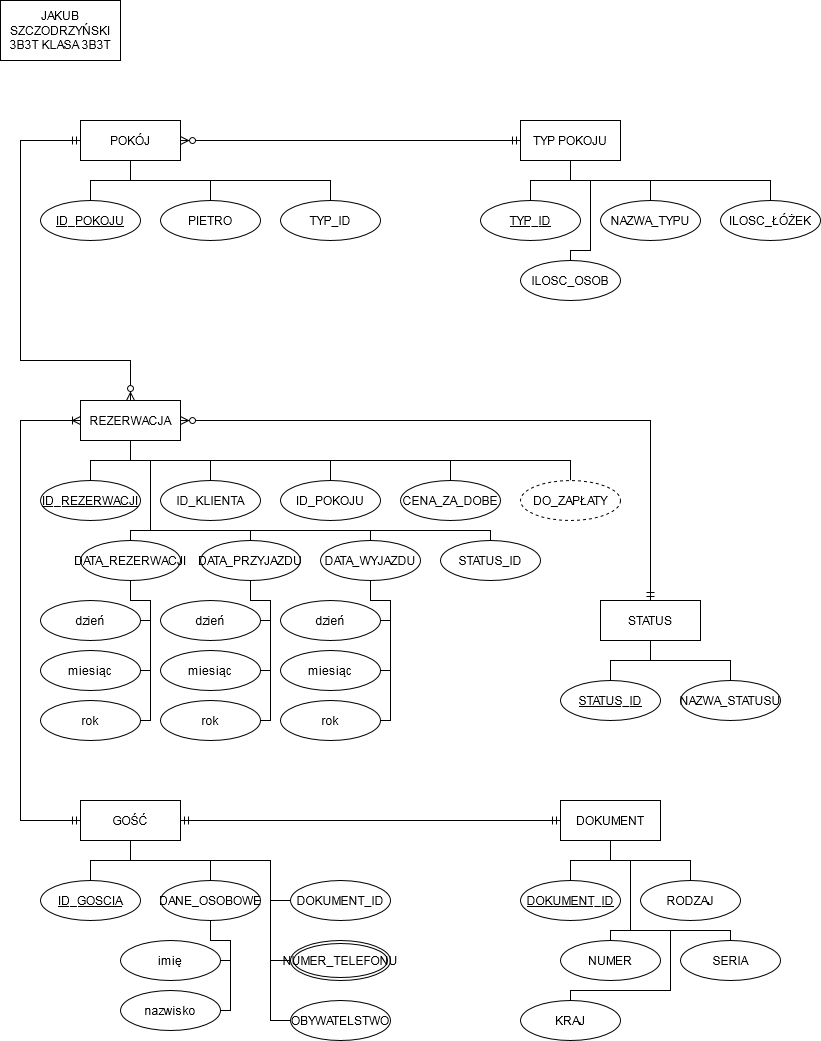 JAKUB
SZCZODRZYŃSKI
3B3T KLASA 3B3T
POKÓJ
TYP POKOJU
ID_POKOJU
PIETRO
TYP_ID
TYP_ID
NAZWA_TYPU
ILOSC_ŁÓŻEK
ILOSC_OSOB
REZERWACJA
ID_REZERWACJI
ID_KLIENTA
ID_POKOJU
CENA_ZA_DOBE
DO_ZAPŁATY
DATA_REZERWACJI
DATA_PRZYJAZDU
DATA_WYJAZDU
STATUS_ID
dzień
dzień
dzień
STATUS
miesiąc
miesiąc
miesiąc
STATUS_ID
NAZWA_STATUSU
rok
rok
rok
GOŚĆ
DOKUMENT
ID_GOSCIA
DANE_OSOBOWE
DOKUMENT_ID
DOKUMENT_ID
RODZAJ
imię
NUMER_TELEFONU
NUMER
SERIA
nazwisko
OBYWATELSTWO
KRAJ